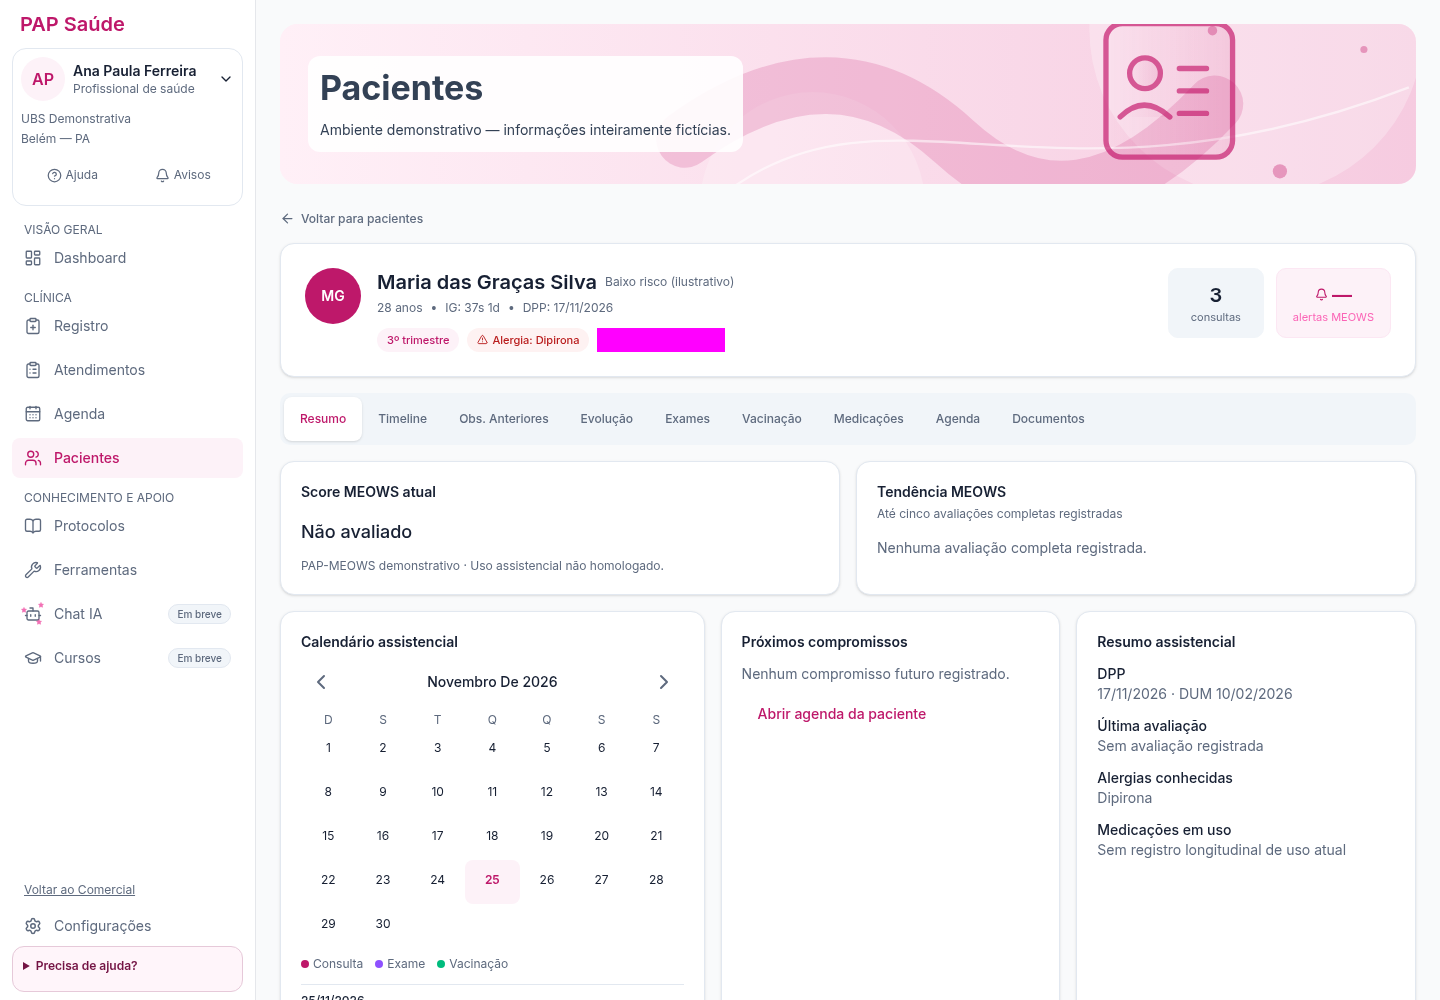 PAP Saúde
AP
Ana Paula Ferreira
Profissional de saúde
UBS Demonstrativa
Belém — PA
Ajuda
Avisos
VISÃO GERAL
Dashboard
CLÍNICA
Registro
Atendimentos
Agenda
Pacientes
CONHECIMENTO E APOIO
Protocolos
Ferramentas
Chat IA
Em breve
Cursos
Em breve
Voltar ao Comercial
Configurações
Precisa de ajuda?
Pacientes
Ambiente demonstrativo — informações inteiramente fictícias.
Voltar para pacientes
MG
Maria das Graças Silva Baixo risco (ilustrativo)
28 anos • IG: 37s 1d • DPP: 17/11/2026
3º trimestre
Alergia: Dipirona
3
consultas
—
alertas MEOWS
Resumo Timeline Obs. Anteriores Evolução Exames Vacinação Medicações Agenda Documentos
Score MEOWS atual
Não avaliado
PAP-MEOWS demonstrativo · Uso assistencial não homologado.
Tendência MEOWS
Até cinco avaliações completas registradas
Nenhuma avaliação completa registrada.
Calendário assistencial
Novembro De 2026
D S T Q Q S S
1 2 3 4 5 6 7
8 9 10 11 12 13 14
15 16 17 18 19 20 21
22 23 24 25 26 27 28
29 30
Consulta Exame Vacinação
25/11/2026
Próximos compromissos
Nenhum compromisso futuro registrado.
Abrir agenda da paciente
Resumo assistencial
DPP
17/11/2026 · DUM 10/02/2026
Última avaliação
Sem avaliação registrada
Alergias conhecidas
Dipirona
Medicações em uso
Sem registro longitudinal de uso atual